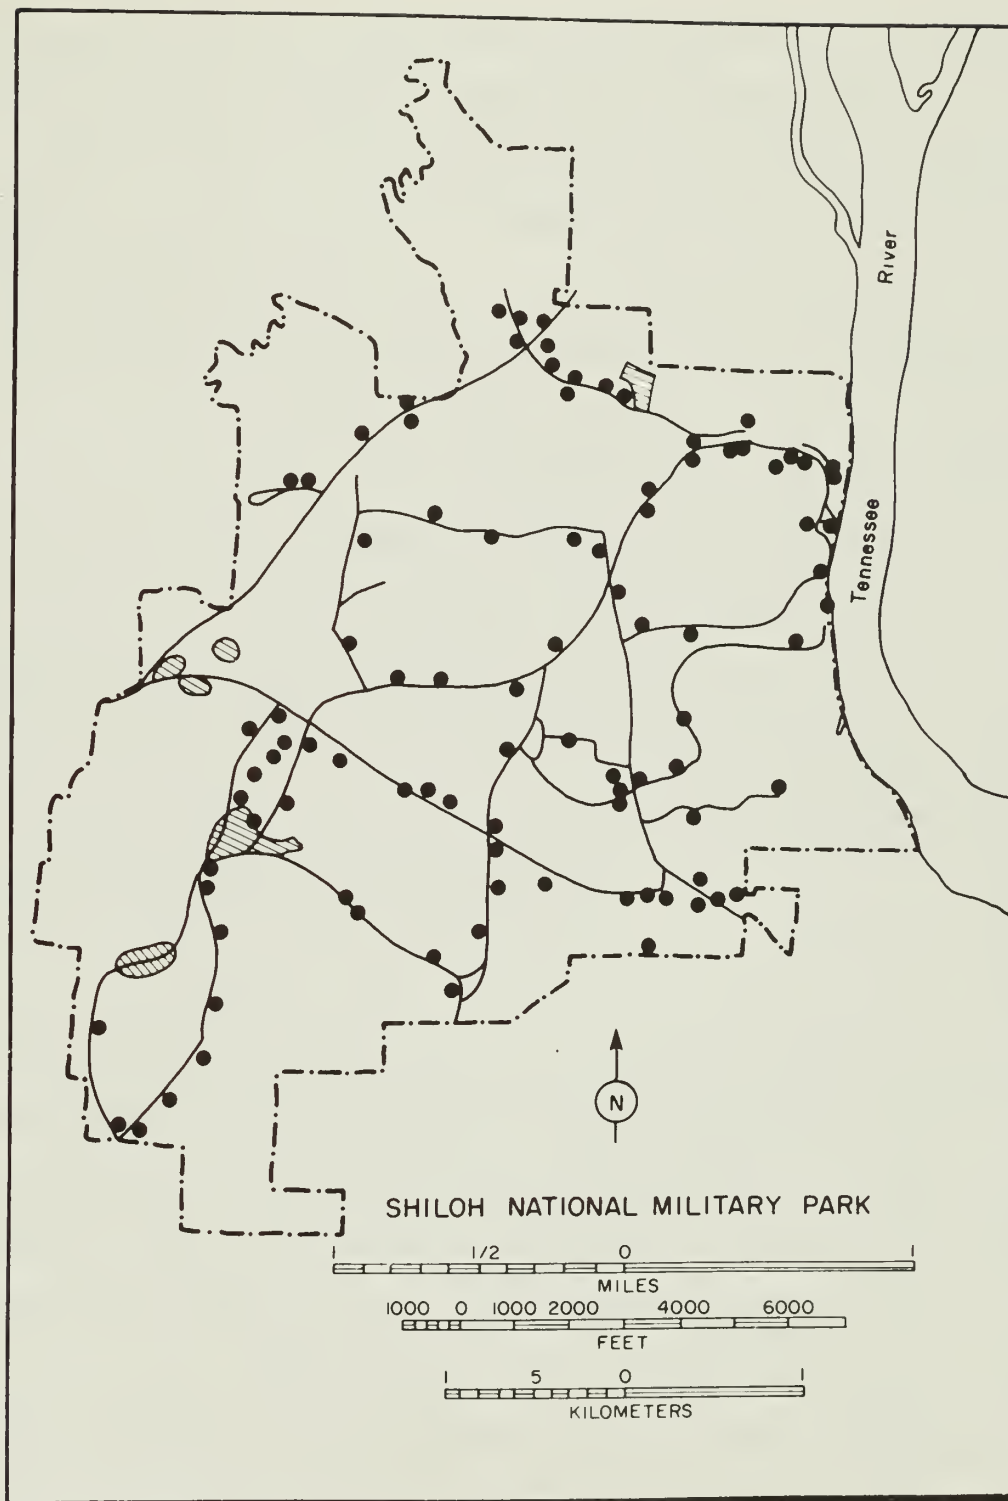 River
Tennessee
N
SHILOH NATIONAL MILITARY PARK
1 1/2 0 1
MILES
1000 0 1000 2000 4000 6000
FEET
1 5 0 1
KILOMETERS